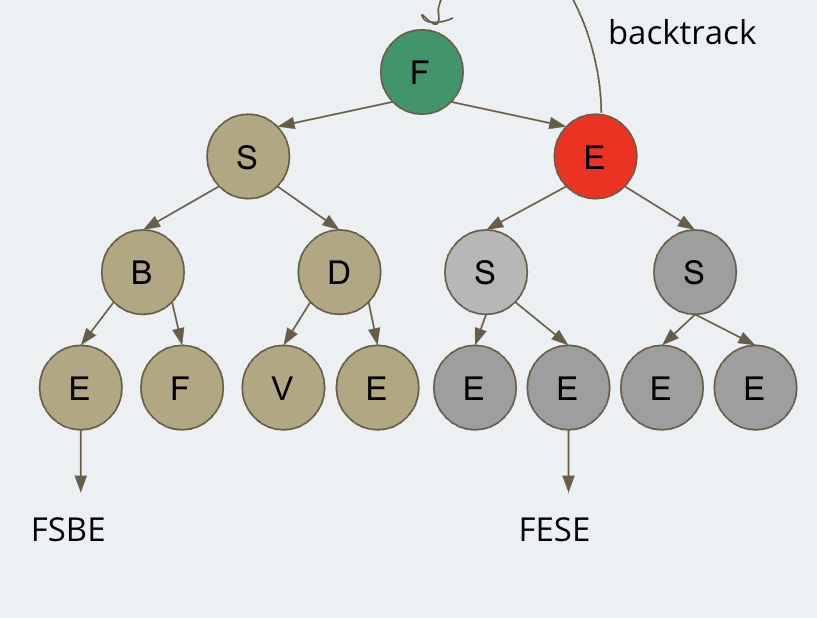 backtrack
F
S E
B D S S
E F V E E E E E
FSBE FESE